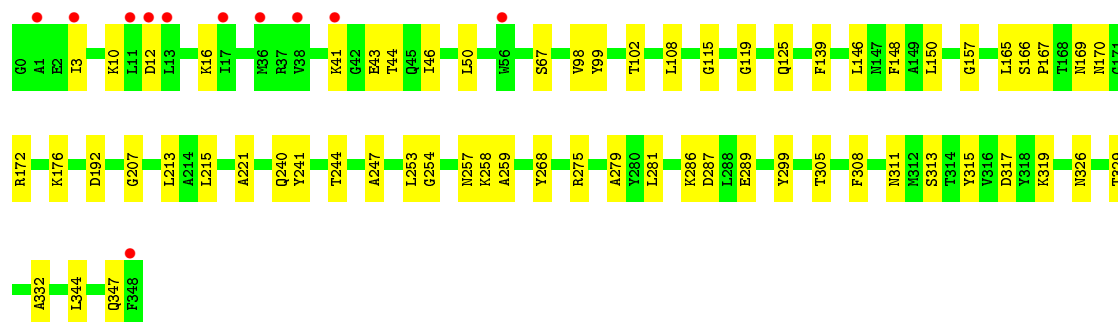 G0 A1 E2 I3 K10 L11 D12 L13 K16 I17 M36 R37 V38 K41 G42 E43 T44 Q45 I46 L50 W56 S67 V98 Y99 T102 L108 G115 G119 Q125 F139 L146 N147 F148 A149 L150 G157 L165 S166 P167 T168 N169 N170 G171
R172 K176 D192 G207 L213 A214 L215 A221 Q240 Y241 T244 A247 L253 G254 N257 K258 A259 Y268 R275 A279 Y280 L281 K286 D287 L288 E289 Y299 T305 F308 N311 M312 S313 T314 Y315 V316 D317 Y318 K319 N326
A332 L344 Q347 F348